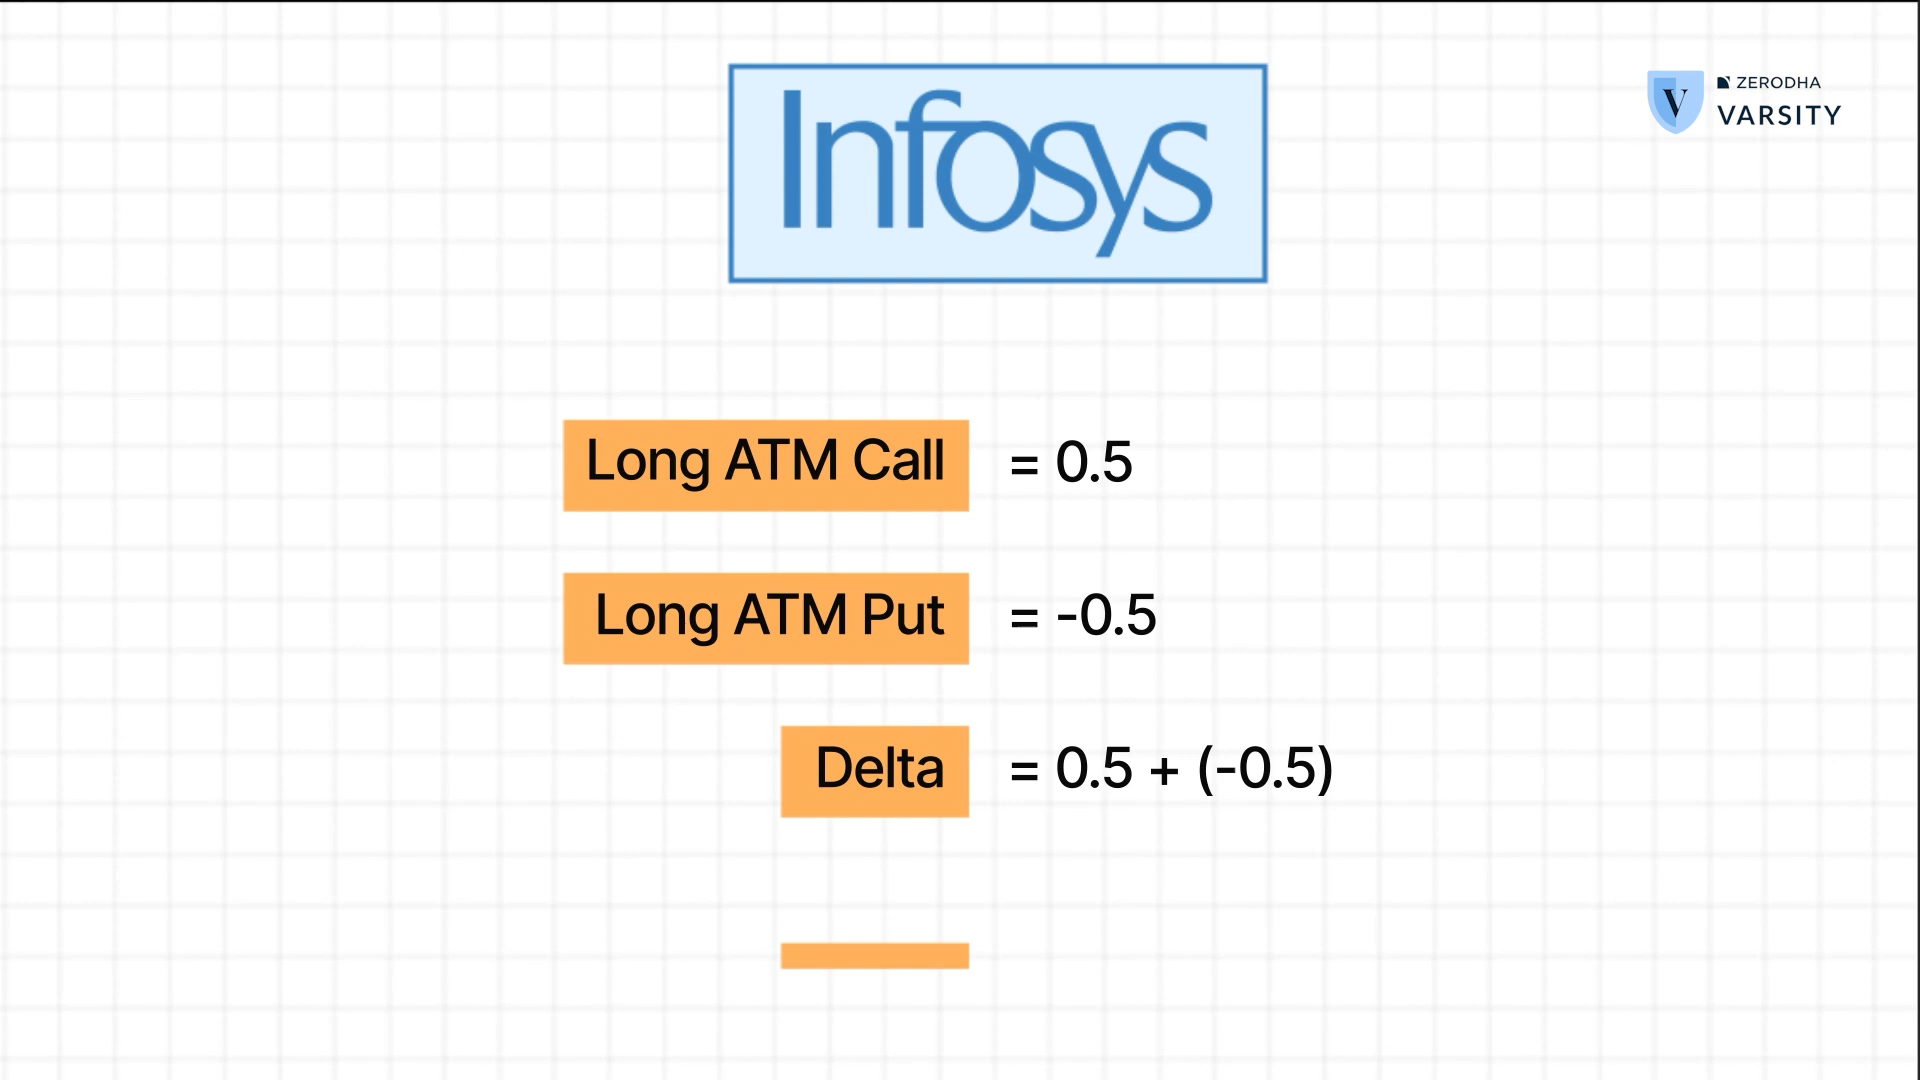 Infosys
ZERODHA
VARSITY
Long ATM Call = 0.5
Long ATM Put = -0.5
Delta = 0.5 + (-0.5)